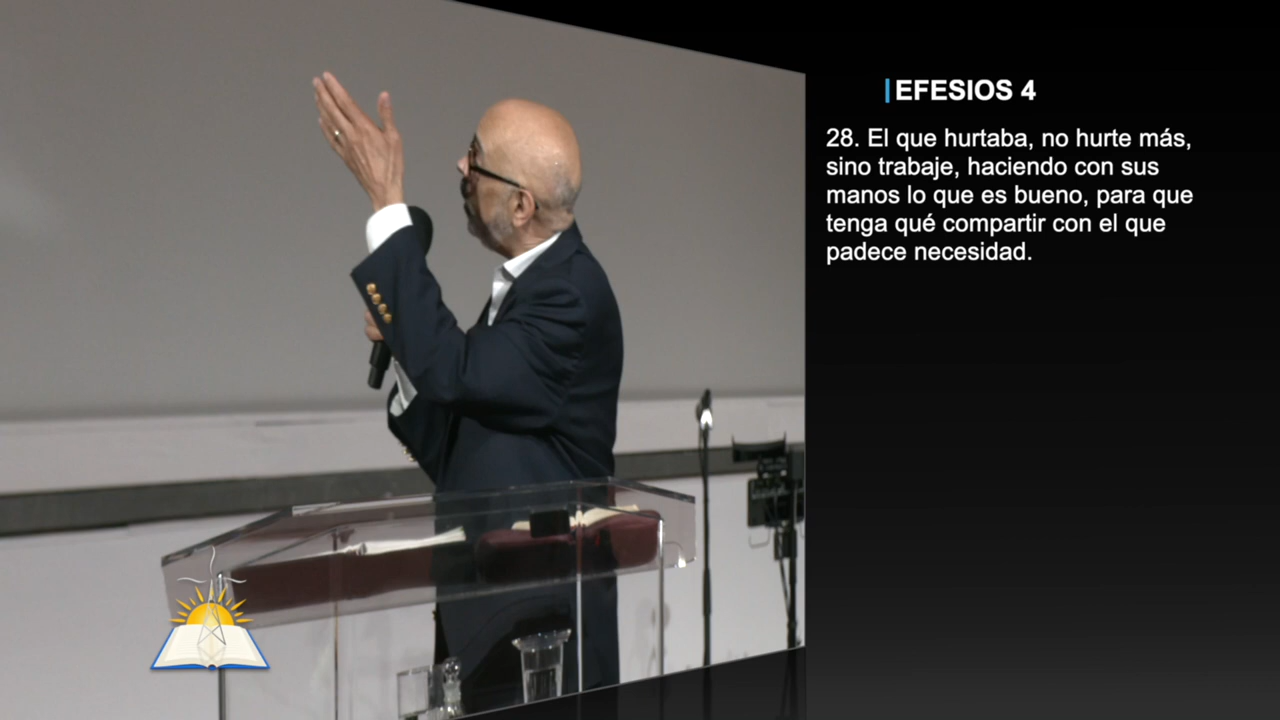 EFESIOS 4
28. El que hurtaba, no hurte más,
sino trabaje, haciendo con sus
manos lo que es bueno, para que
tenga qué compartir con el que
padece necesidad.